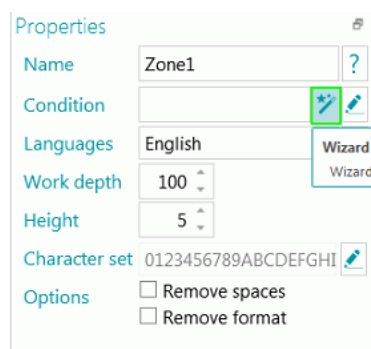 Properties
Name Zone1 ?
Condition
Languages English
Wizard
Wizard
Work depth 100
Height 5
Character set 0123456789ABCDEFGHI
Options Remove spaces
Remove format